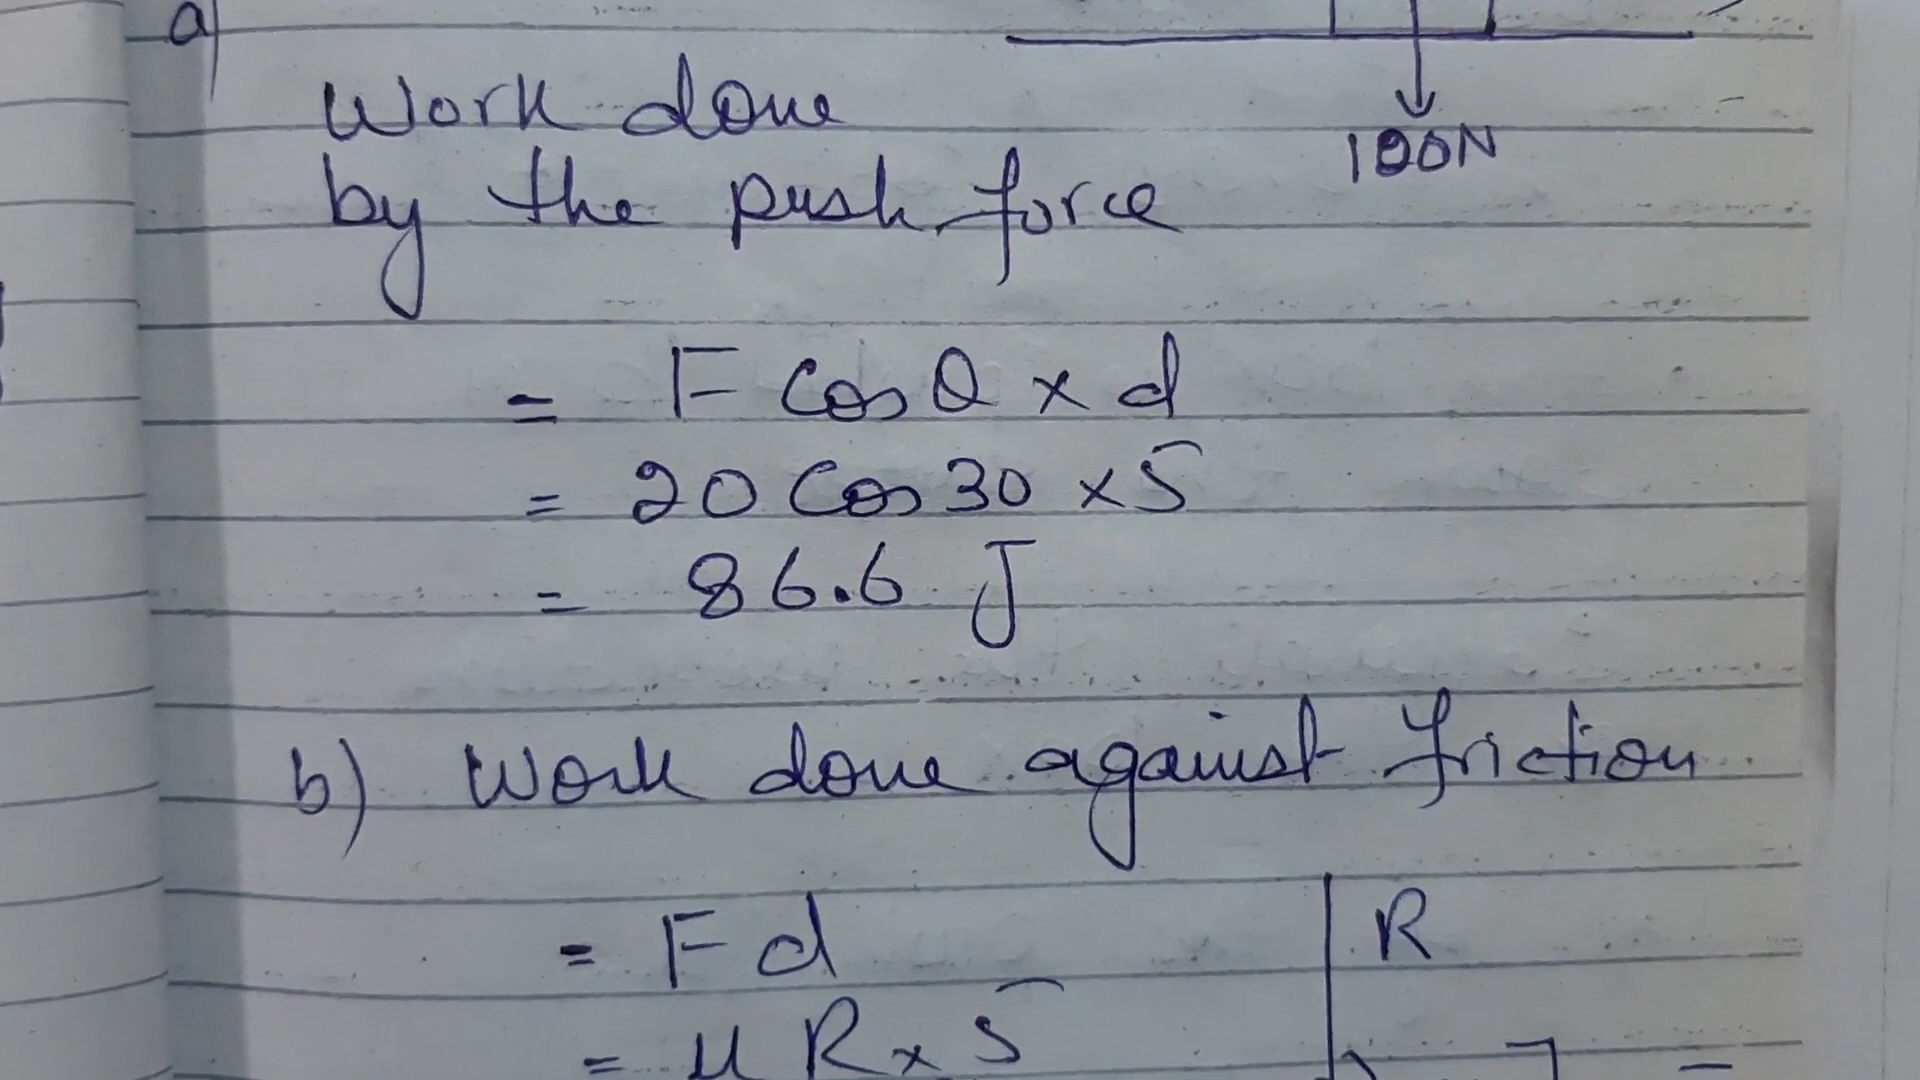 a)
Work done
100N
by the push force
= F Cos θ × d
= 20 Cos 30 × 5
= 86.6 J
b) Work done against friction
= F d
R
= μ R × 5